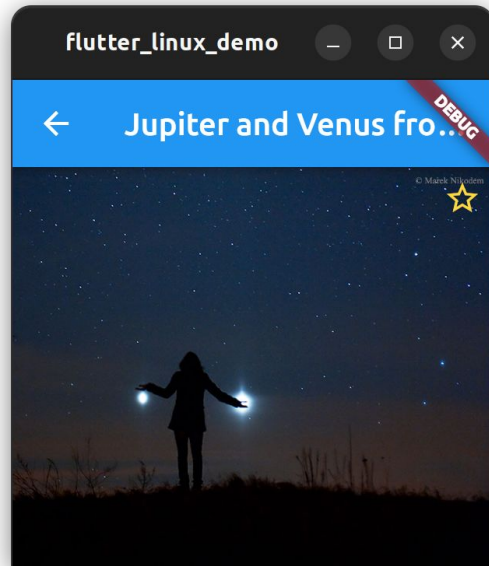 flutter_linux_demo
Jupiter and Venus fro...
DEBUG
© Marek Nikodem